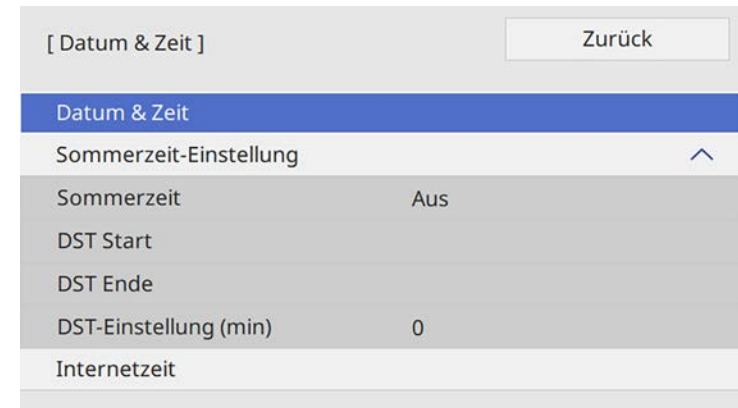 [ Datum & Zeit ] Zurück
Datum & Zeit
Sommerzeit-Einstellung
Sommerzeit Aus
DST Start
DST Ende
DST-Einstellung (min) 0
Internetzeit